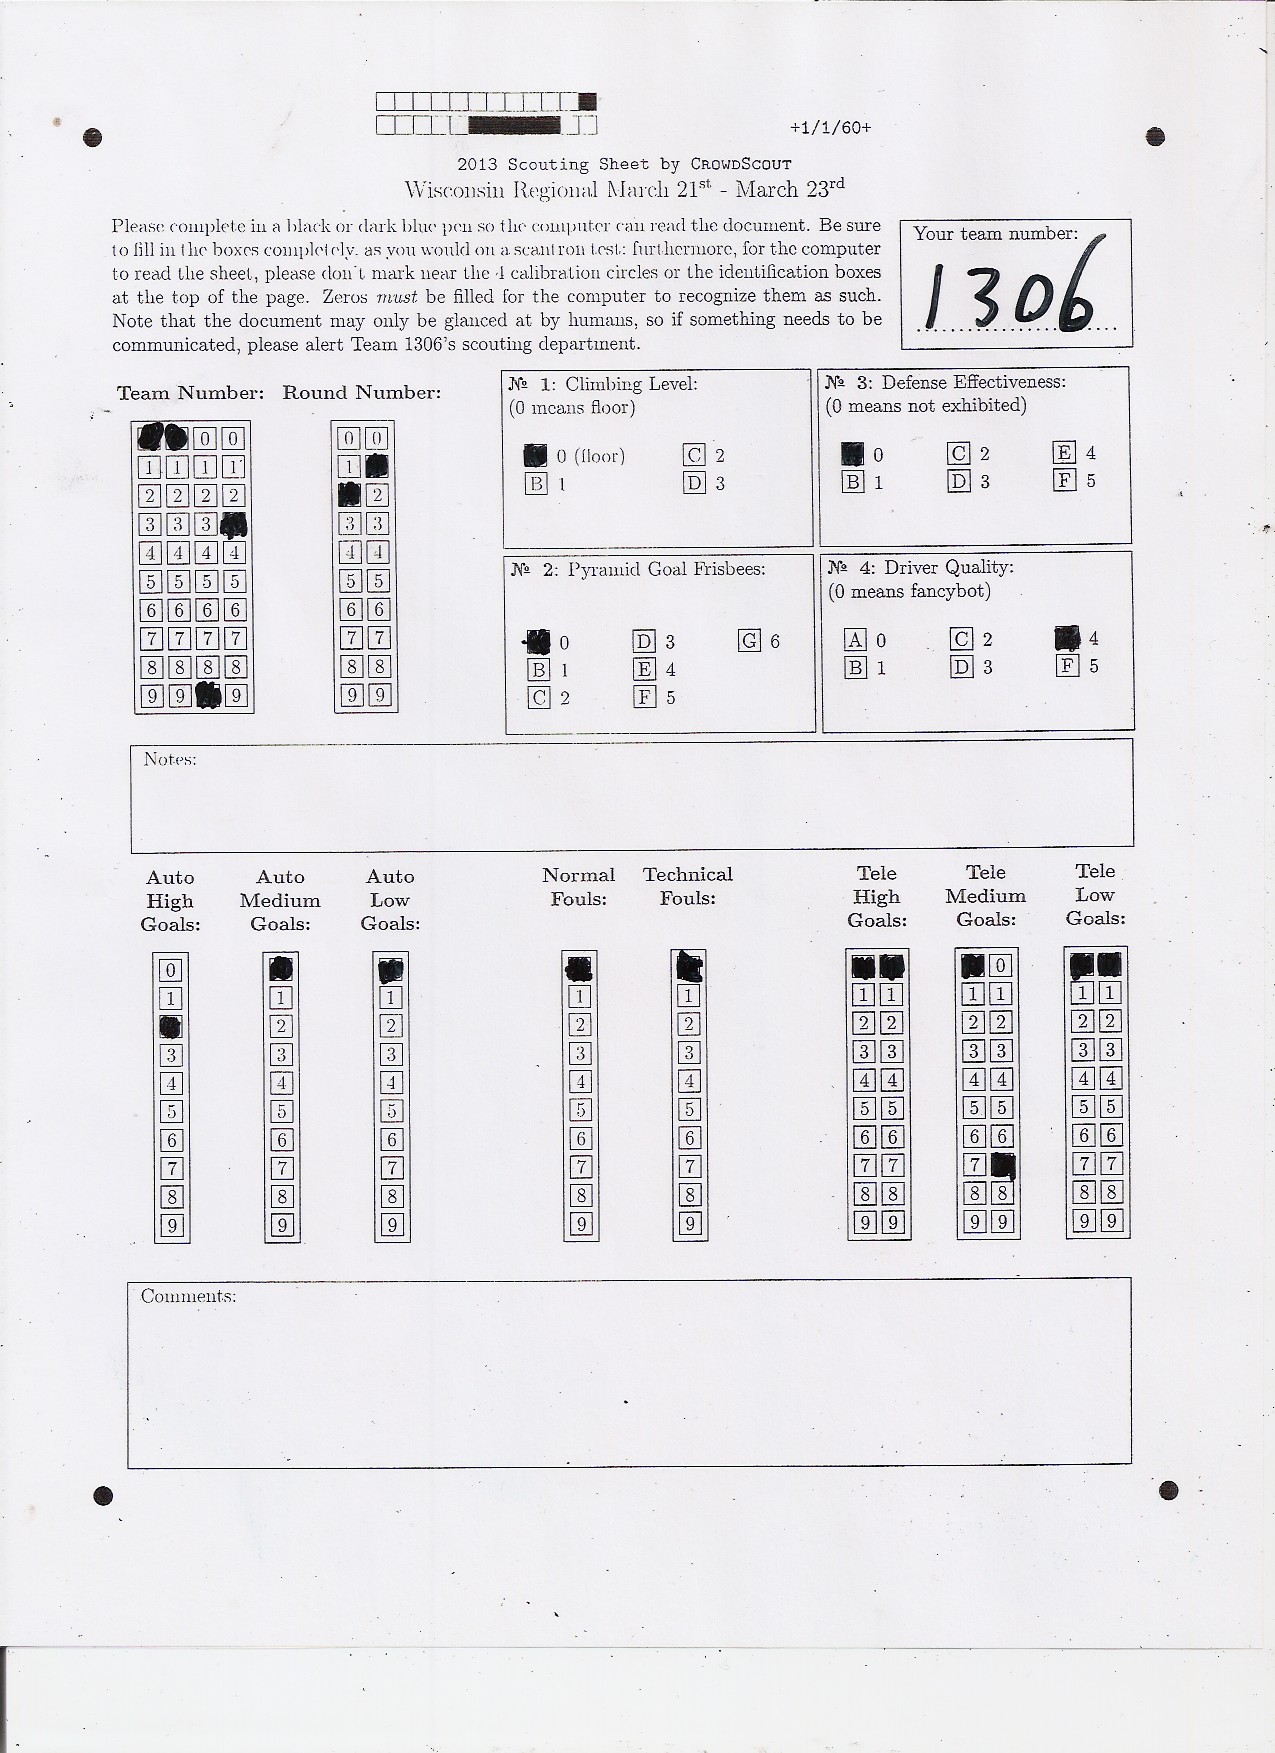 +1/1/60+
2013 Scouting Sheet by CrowdScout
Wisconsin Regional March 21st - March 23rd
Please complete in a black or dark blue pen so the computer can read the document. Be sure
to fill in the boxes completely, as you would on a scantron test; furthermore, for the computer
to read the sheet, please don't mark near the 4 calibration circles or the identification boxes
at the top of the page. Zeros must be filled for the computer to recognize them as such.
Note that the document may only be glanced at by humans, so if something needs to be
communicated, please alert Team 1306's scouting department.
Your team number:
1306
Team Number: Round Number:
0 0 0 0
1 1 1 1 1
2 2 2 2 2
3 3 3 3 3
4 4 4 4 4 4
5 5 5 5 5 5
6 6 6 6 6 6
7 7 7 7 7 7
8 8 8 8 8 8
9 9 9 9 9
№ 1: Climbing Level:
(0 means floor)
0 (floor) C 2
B 1 D 3
№ 3: Defense Effectiveness:
(0 means not exhibited)
0 C 2 E 4
B 1 D 3 F 5
№ 2: Pyramid Goal Frisbees:
0 D 3 G 6
B 1 E 4
C 2 F 5
№ 4: Driver Quality:
(0 means fancybot)
A 0 C 2 4
B 1 D 3 F 5
Notes:
Auto High Goals:
Auto Medium Goals:
Auto Low Goals:
Normal Fouls:
Technical Fouls:
Tele High Goals:
Tele Medium Goals:
Tele Low Goals:
0 0
1 1 1 1 1 1 1 1 1 1 1
2 2 2 2 2 2 2 2 2 2
3 3 3 3 3 3 3 3 3 3 3
4 4 4 4 4 4 4 4 4 4 4
5 5 5 5 5 5 5 5 5 5 5
6 6 6 6 6 6 6 6 6 6 6
7 7 7 7 7 7 7 7 7 7
8 8 8 8 8 8 8 8 8 8 8
9 9 9 9 9 9 9 9 9 9 9
Comments: